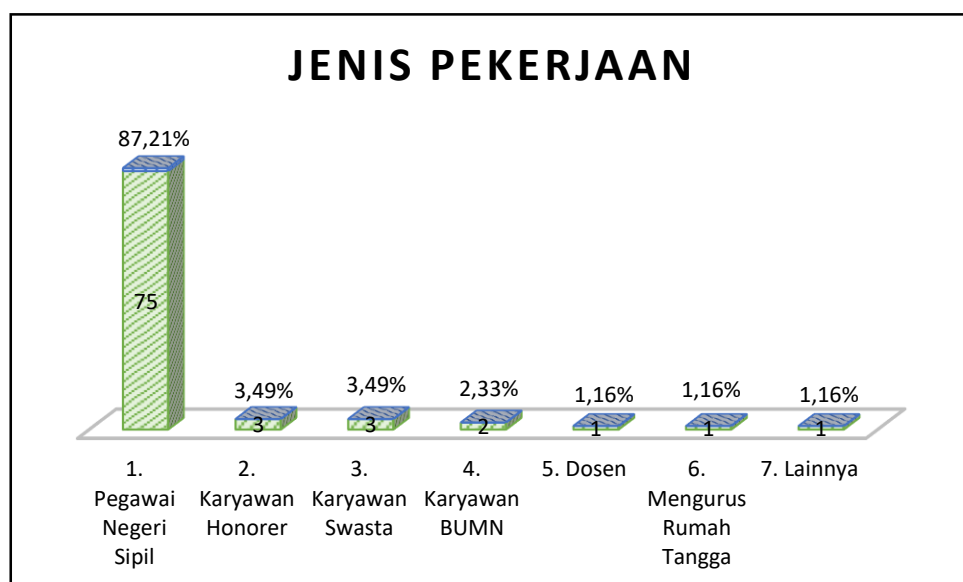 JENIS PEKERJAAN
87,21%
75
3,49%
3
3,49%
3
2,33%
2
1,16%
1
1,16%
1
1,16%
1
1.
Pegawai
Negeri
Sipil
2.
Karyawan
Honorer
3.
Karyawan
Swasta
4.
Karyawan
BUMN
5. Dosen
6.
Mengurus
Rumah
Tangga
7. Lainnya